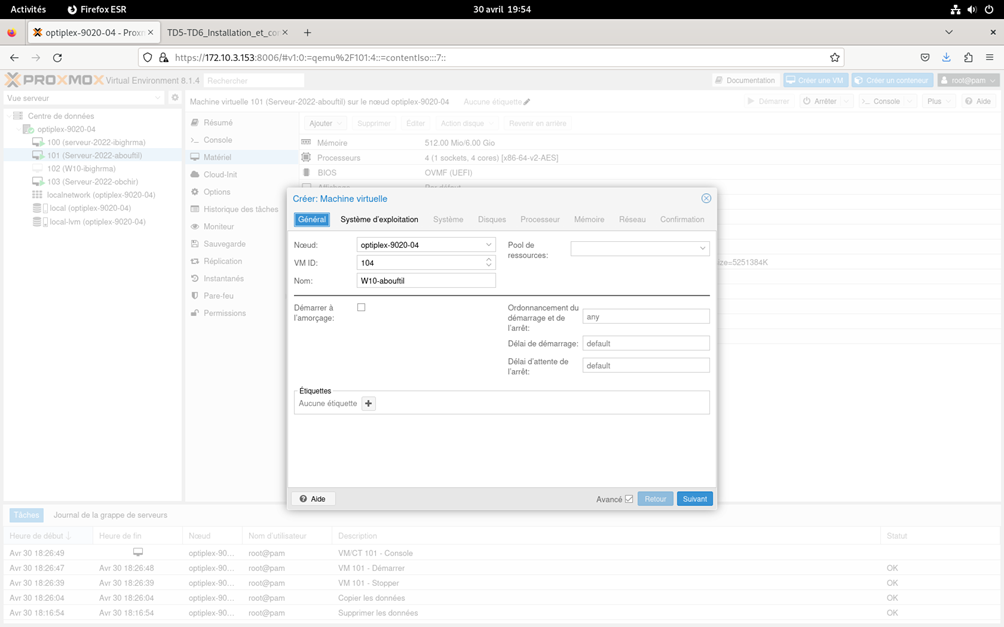 Activités Firefox ESR 30 avril 19:54
optiplex-9020-04 - Proxm × TD5-TD6_Installation_et_co ×
https://172.10.3.153:8006/#v1:0:=qemu%2F101:4::=contentIso:::7::
PROXMOX Virtual Environment 8.1.4 Rechercher Documentation Créer une VM Créer un conteneur root@pam
Vue serveur
Machine virtuelle 101 (Serveur-2022-abouftil) sur le nœud optiplex-9020-04 Aucune étiquette Démarrer Arrêter Console Plus Aide
Centre de données
optiplex-9020-04
100 (serveur-2022-ibighrma)
101 (Serveur-2022-abouftil)
102 (W10-ibighrma)
103 (Serveur-2022-obchir)
localnetwork (optiplex-9020-04)
local (optiplex-9020-04)
local-lvm (optiplex-9020-04)
Résumé
Console
Matériel
Cloud-Init
Options
Historique des tâches
Moniteur
Sauvegarde
Réplication
Instantanés
Pare-feu
Permissions
Ajouter Supprimer Éditer Action disque Revenir en arrière
Mémoire 512.00 Mio/6.00 Gio
Processeurs 4 (1 sockets, 4 cores) [x86-64-v2-AES]
BIOS OVMF (UEFI)
size=5251384K
Créer: Machine virtuelle
Général Système d'exploitation Système Disques Processeur Mémoire Réseau Confirmation
Nœud: optiplex-9020-04
VM ID: 104
Nom: W10-abouftil
Pool de
ressources:
Démarrer à
l'amorçage:
Ordonnancement du
démarrage et de
l'arrêt:
any
Délai de démarrage: default
Délai d'attente de
l'arrêt:
default
Étiquettes
Aucune étiquette
Aide Avancé Retour Suivant
Tâches Journal de la grappe de serveurs
Heure de début ↓ Heure de fin Nœud Nom d'utilisateur Description Statut
Avr 30 18:26:49 optiplex-90... root@pam VM/CT 101 - Console
Avr 30 18:26:47 Avr 30 18:26:48 optiplex-90... root@pam VM 101 - Démarrer OK
Avr 30 18:26:39 Avr 30 18:26:39 optiplex-90... root@pam VM 101 - Stopper OK
Avr 30 18:26:04 Avr 30 18:26:04 optiplex-90... root@pam Copier les données OK
Avr 30 18:16:54 Avr 30 18:16:54 optiplex-90... root@pam Supprimer les données OK